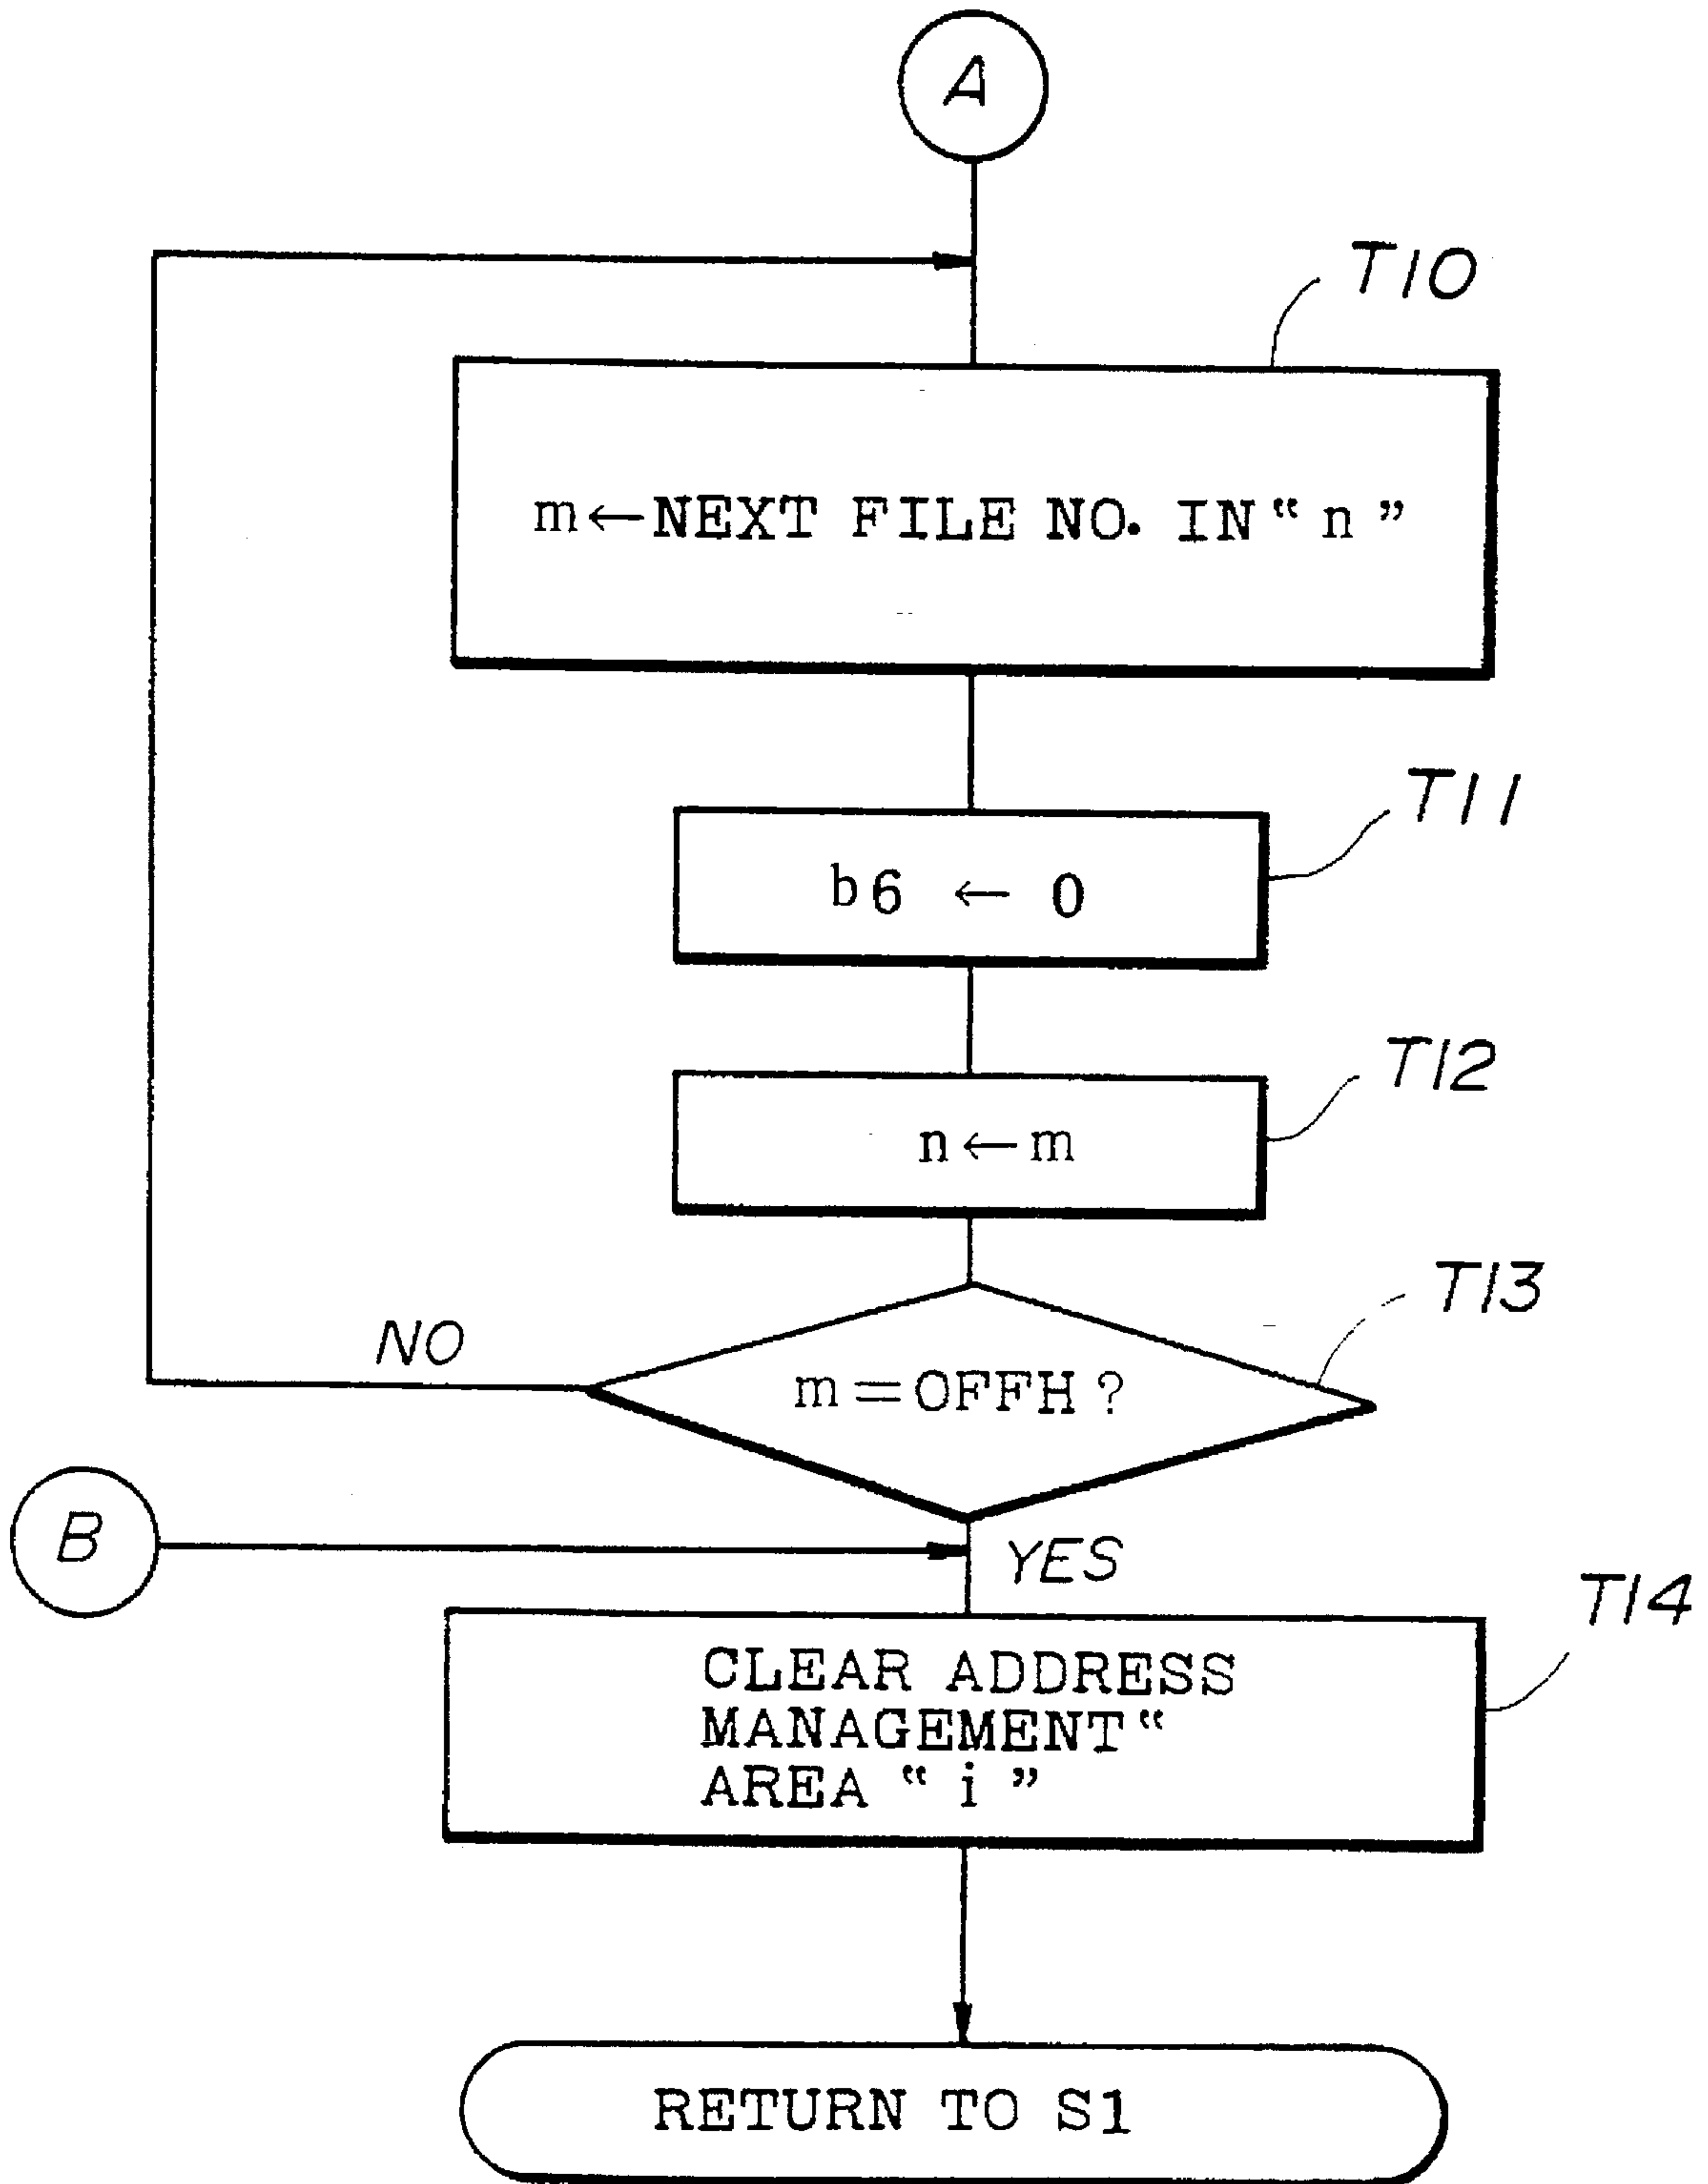 A
T10
m←NEXT FILE NO. IN “ n ”
T11
b6 ← 0
T12
n←m
T13
NO
m=OFFH ?
B
YES
T14
CLEAR ADDRESS
MANAGEMENT“
AREA “ i ”
RETURN TO S1